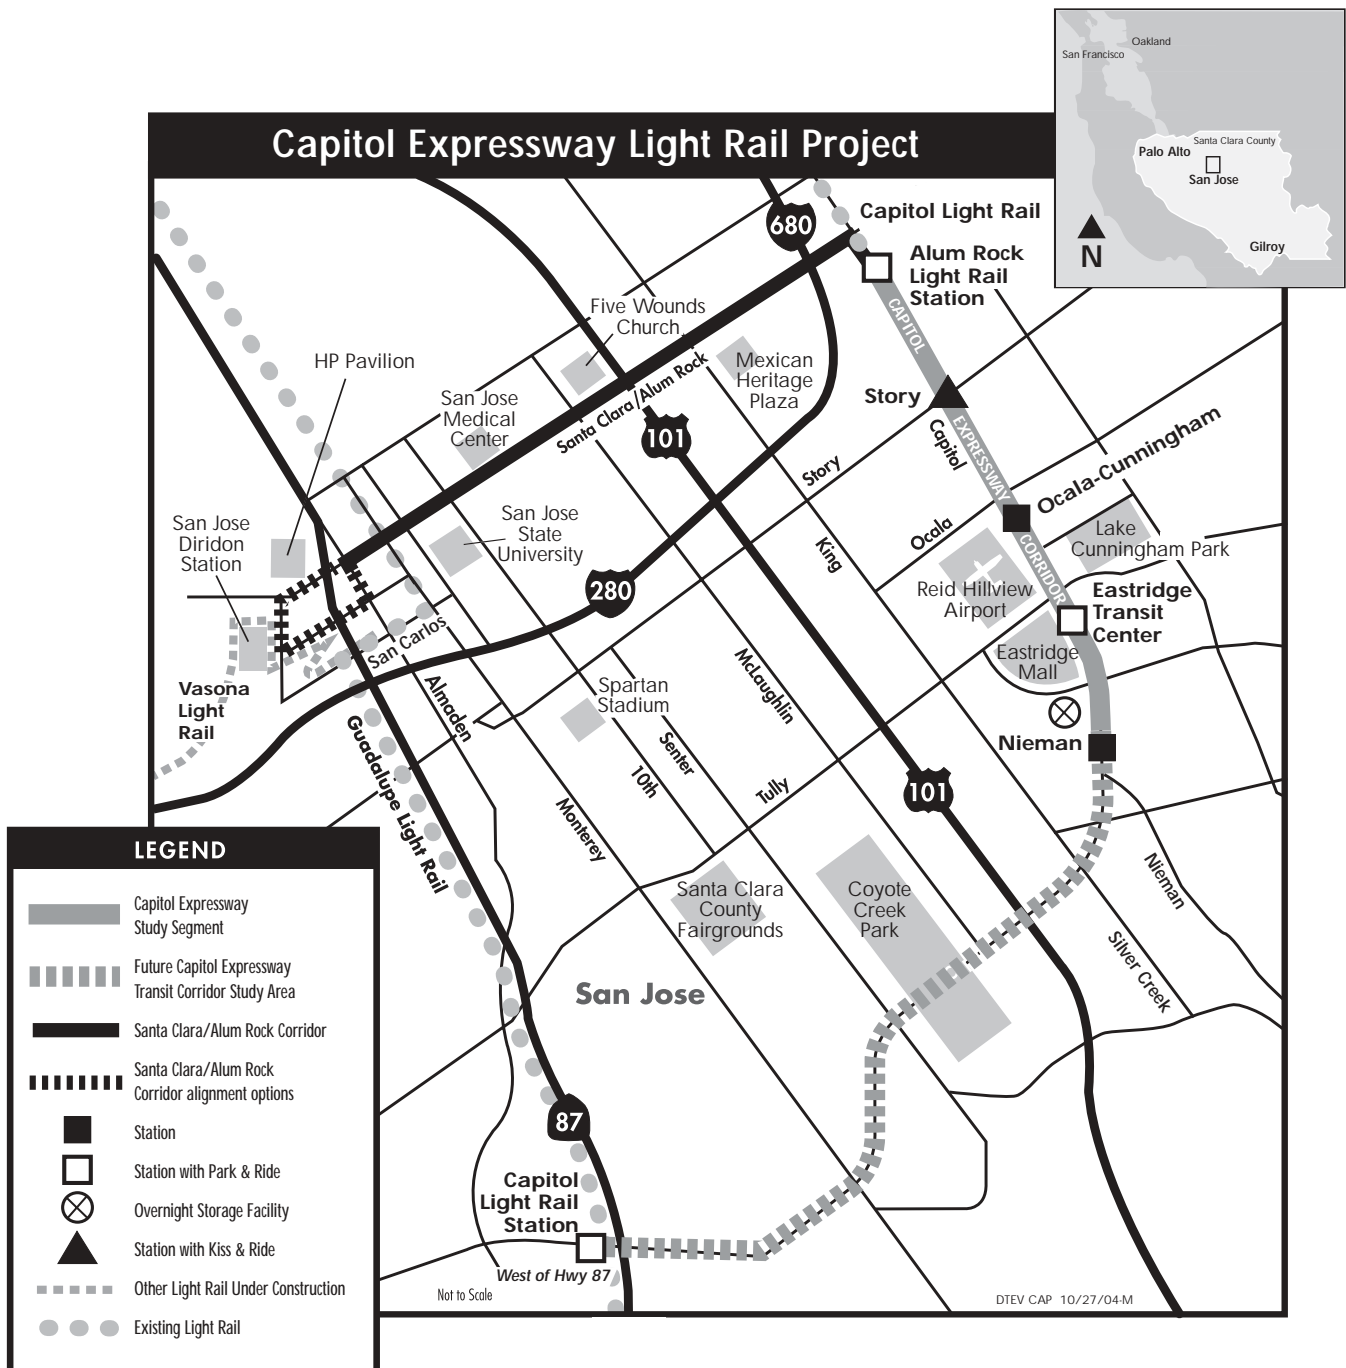 Oakland
San Francisco
Santa Clara County
Palo Alto
San Jose
Gilroy
N
Capitol Expressway Light Rail Project
680
Capitol Light Rail
Alum Rock
Light Rail
Station
CAPITOL
EXPRESSWAY
CORRIDOR
Five Wounds
Church
HP Pavilion
Mexican
Heritage
Plaza
Santa Clara/Alum Rock
San Jose
Medical
Center
Story
Capitol
101
Story
Ocala-Cunningham
San Jose
State
University
San Jose
Diridon
Station
Ocala
King
Lake
Cunningham Park
280
Reid Hillview
Airport
Eastridge
Transit
Center
San Carlos
Eastridge
Mall
Vasona
Light
Rail
Almaden
McLaughlin
Spartan
Stadium
Guadalupe Light Rail
Senter
10th
Tully
Nieman
101
Monterey
Nieman
Silver Creek
Santa Clara
County
Fairgrounds
Coyote
Creek
Park
San Jose
87
Capitol
Light Rail
Station
West of Hwy 87
Not to Scale
DTEV CAP 10/27/04-M
LEGEND
Capitol Expressway
Study Segment
Future Capitol Expressway
Transit Corridor Study Area
Santa Clara/Alum Rock Corridor
Santa Clara/Alum Rock
Corridor alignment options
Station
Station with Park & Ride
Overnight Storage Facility
Station with Kiss & Ride
Other Light Rail Under Construction
Existing Light Rail